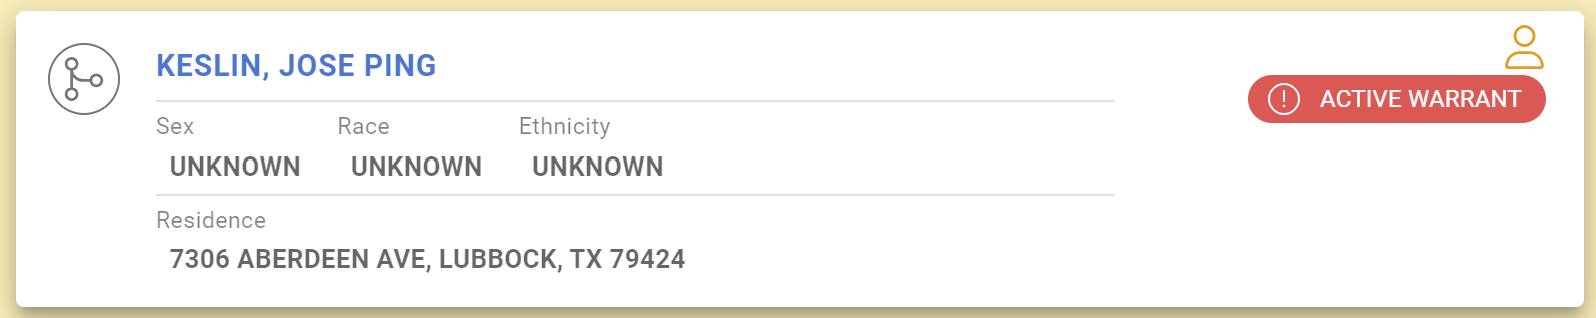 KESLIN, JOSE PING
ACTIVE WARRANT
Sex Race Ethnicity
UNKNOWN UNKNOWN UNKNOWN
Residence
7306 ABERDEEN AVE, LUBBOCK, TX 79424